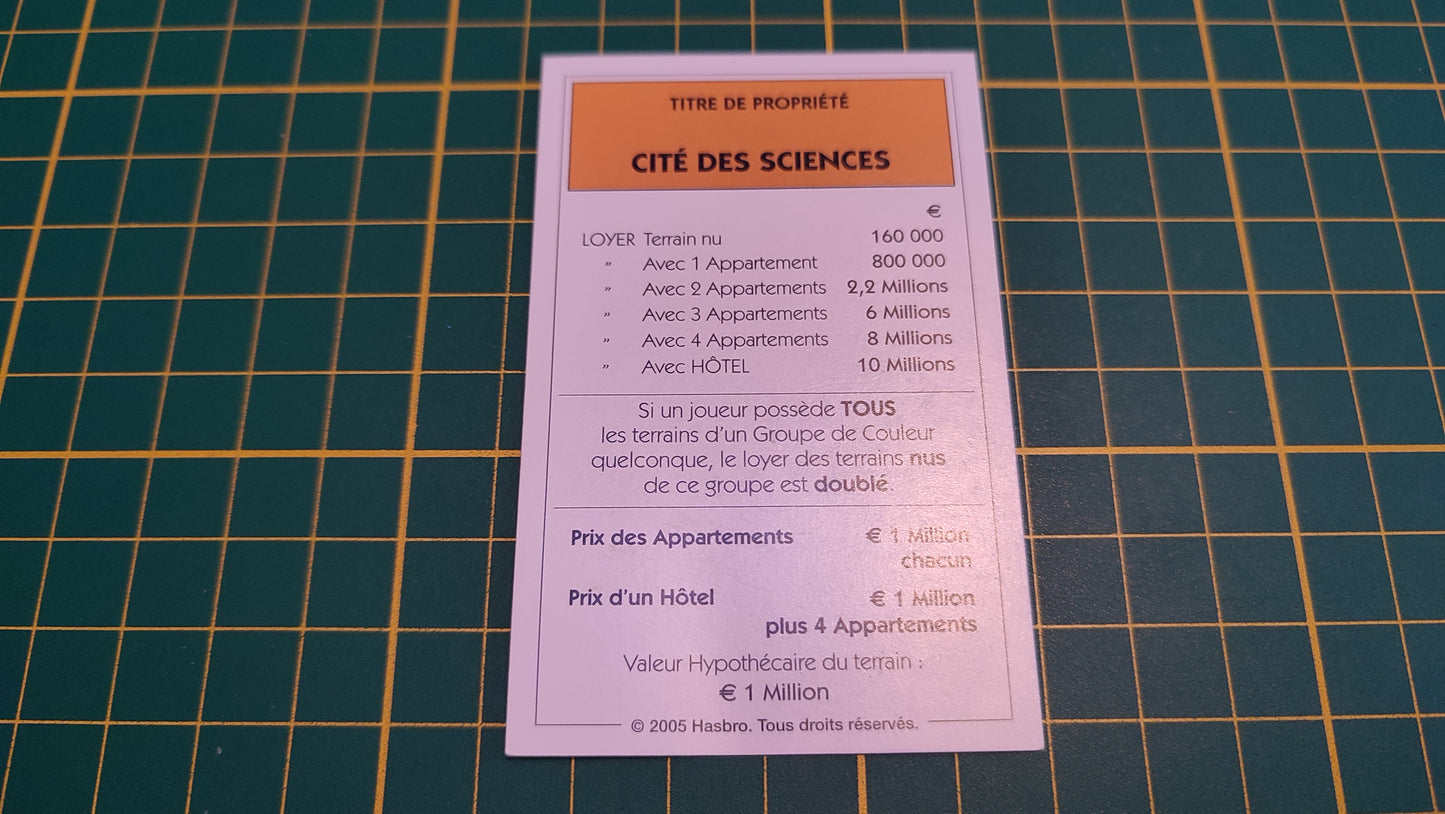 TITRE DE PROPRIÉTÉ
CITÉ DES SCIENCES
€
LOYER Terrain nu 160 000
” Avec 1 Appartement 800 000
” Avec 2 Appartements 2,2 Millions
” Avec 3 Appartements 6 Millions
” Avec 4 Appartements 8 Millions
” Avec HÔTEL 10 Millions
Si un joueur possède TOUS
les terrains d’un Groupe de Couleur
quelconque, le loyer des terrains nus
de ce groupe est doublé.
Prix des Appartements € 1 Million
chacun
Prix d’un Hôtel € 1 Million
plus 4 Appartements
Valeur Hypothécaire du terrain :
€ 1 Million
© 2005 Hasbro. Tous droits réservés.